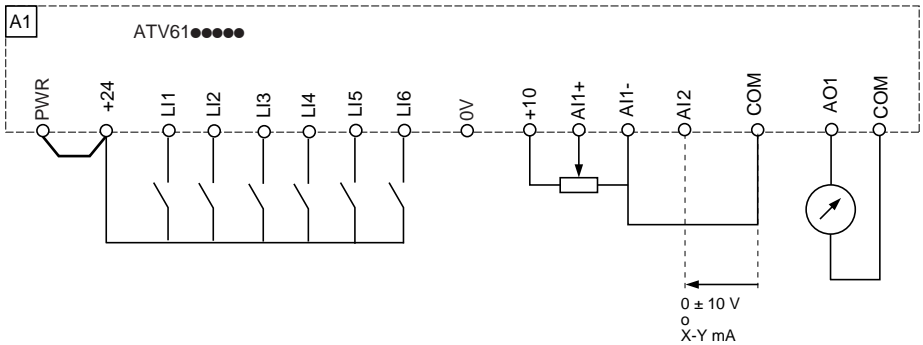 A1
ATV61●●●●●
PWR
+24
LI1
LI2
LI3
LI4
LI5
LI6
0V
+10
AI1+
AI1-
AI2
COM
AO1
COM
0 ± 10 V
o
X-Y mA